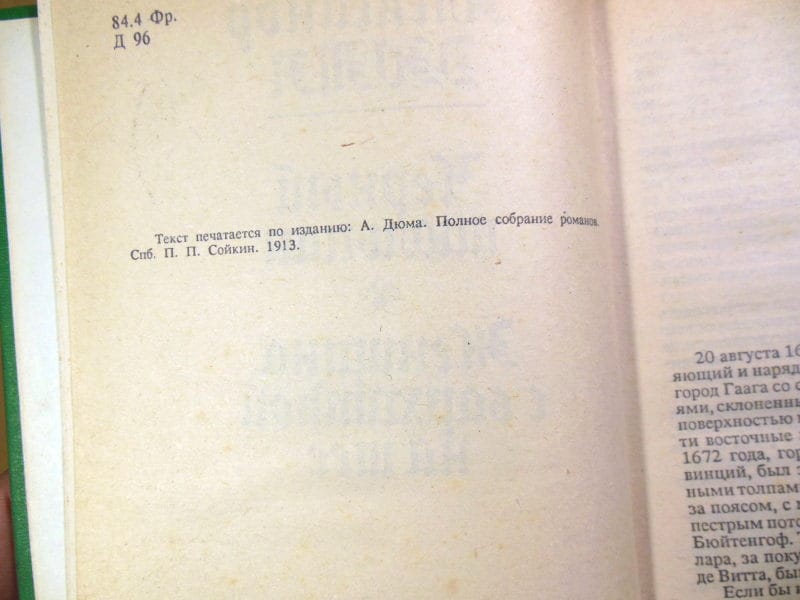 84.4 Фр.
Д 96
Текст печатается по изданию: А. Дюма. Полное собрание романов.
Спб. П. П. Сойкин. 1913.
20 августа
яющий и наряд
город Гаага со
ями, склоненны
поверхностью
ти восточные
1672 года, гор
винций, был
ными толпам
за поясом, с
пестрым пото
Бюйтенгоф.
лара, за поку
де Витта, бы
Если бы